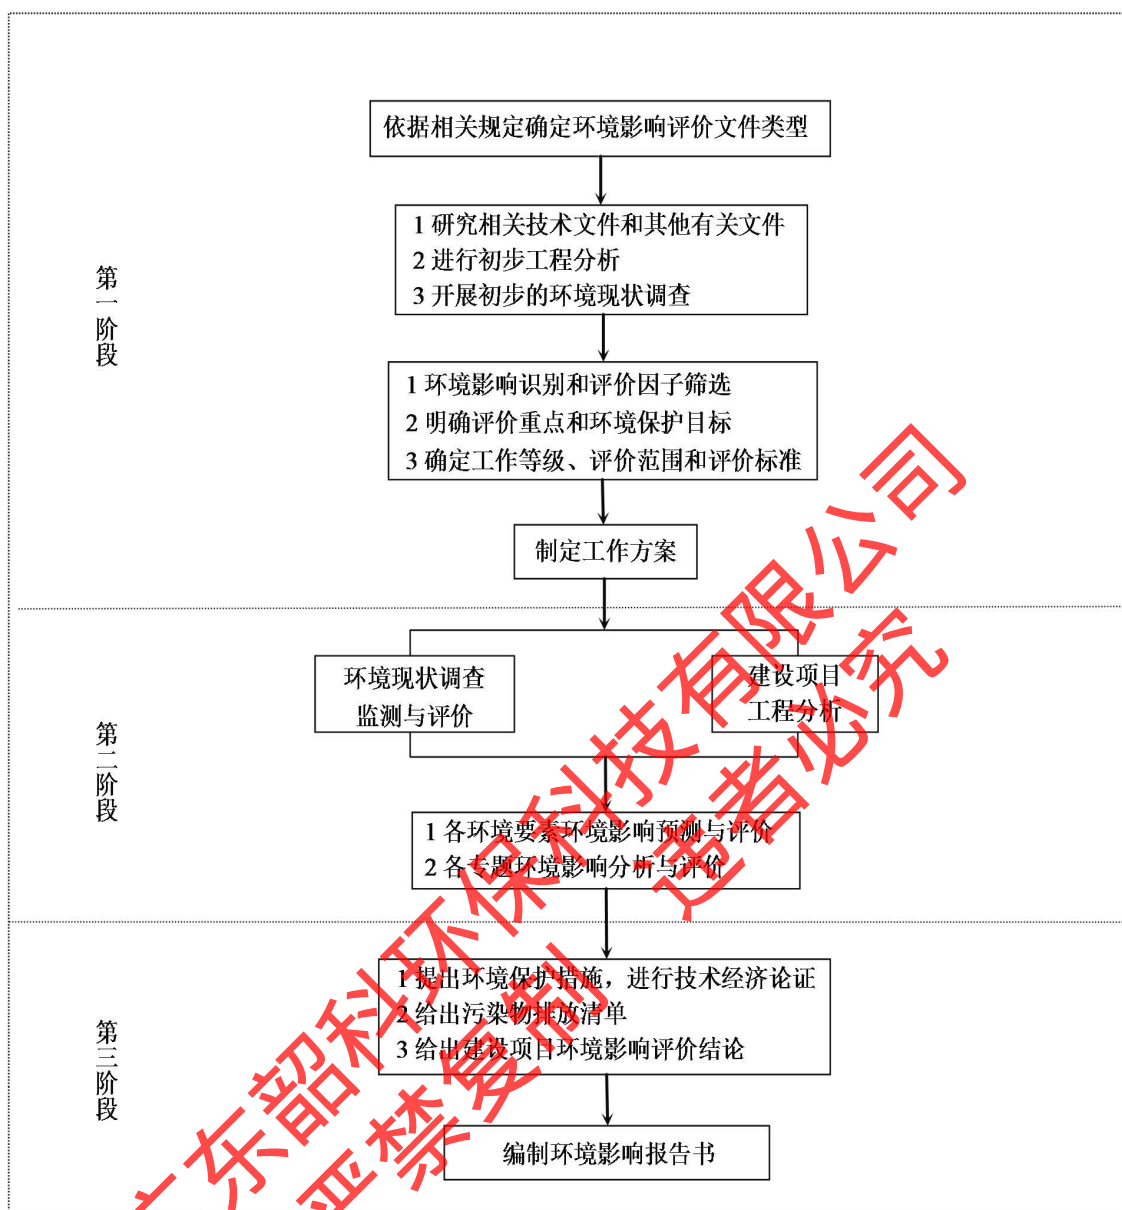 依据相关规定确定环境影响评价文件类型
1 研究相关技术文件和其他有关文件
2 进行初步工程分析
3 开展初步的环境现状调查
第一阶段
1 环境影响识别和评价因子筛选
2 明确评价重点和环境保护目标
3 确定工作等级、评价范围和评价标准
制定工作方案
环境现状调查
监测与评价
建设项目
工程分析
第二阶段
1 各环境要素环境影响预测与评价
2 各专题环境影响分析与评价
1 提出环境保护措施，进行技术经济论证
2 给出污染物排放清单
3 给出建设项目环境影响评价结论
第三阶段
编制环境影响报告书
广东韶科环保科技有限公司
严禁复制 违者必究